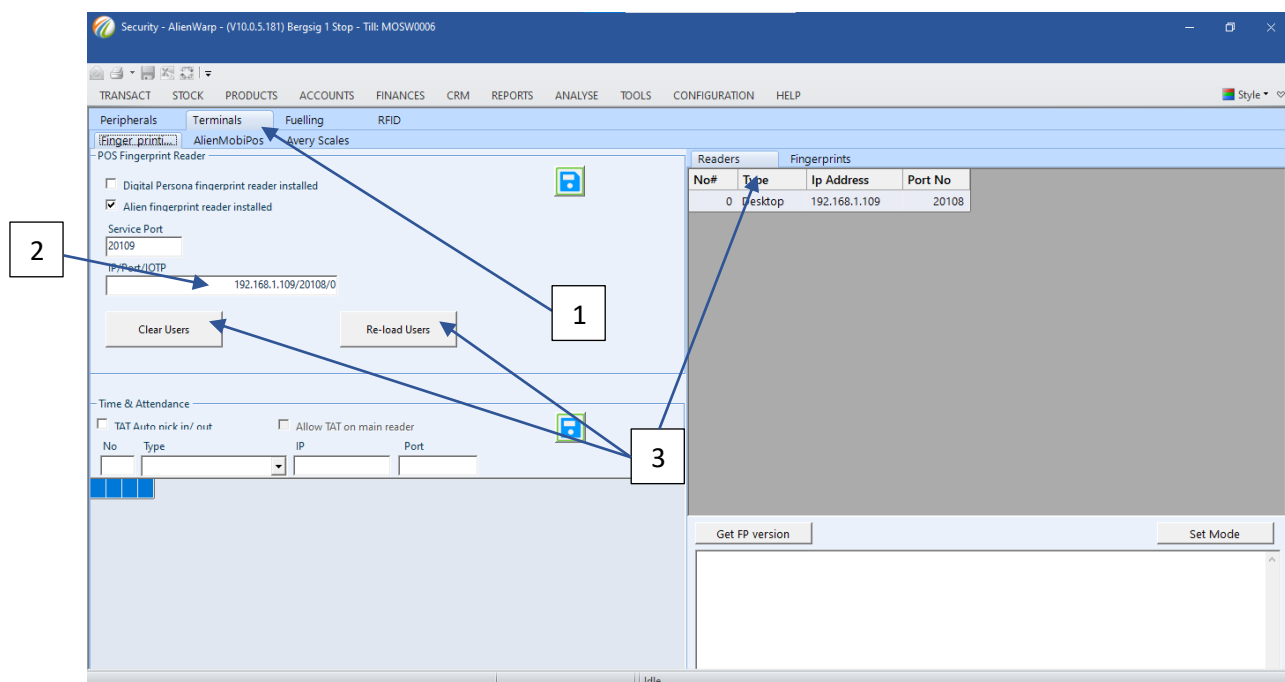 Security - AlienWarp - (V10.0.5.181) Bergsig 1 Stop - Till: MOSW0006
TRANSACT STOCK PRODUCTS ACCOUNTS FINANCES CRM REPORTS ANALYSE TOOLS CONFIGURATION HELP Style
Peripherals Terminals Fuelling RFID
Finger printi... AlienMobiPos Avery Scales
POS Fingerprint Reader
Readers Fingerprints
No# Type Ip Address Port No
0 Desktop 192.168.1.109 20108
Digital Persona fingerprint reader installed
Alien fingerprint reader installed
Service Port
20109
2
IP/Port/IOTP
192.168.1.109/20108/0
1
Clear Users Re-load Users
Time & Attendance
TAT Auto pick in/ out Allow TAT on main reader
No Type IP Port
3
Get FP version Set Mode
Idle